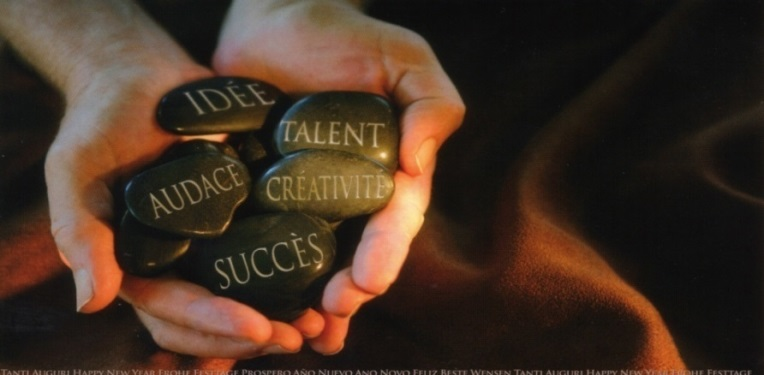 IDÉE
TALENT
AUDACE
CRÉATIVITÉ
SUCCÈS
TANTI AUGURI HAPPY NEW YEAR FROHE FESTTAGE PROSPERO AÑO NUEVO ANO NOVO FELIZ BESTE WENSEN TANTI AUGURI HAPPY NEW YEAR FROHE FESTTAGE